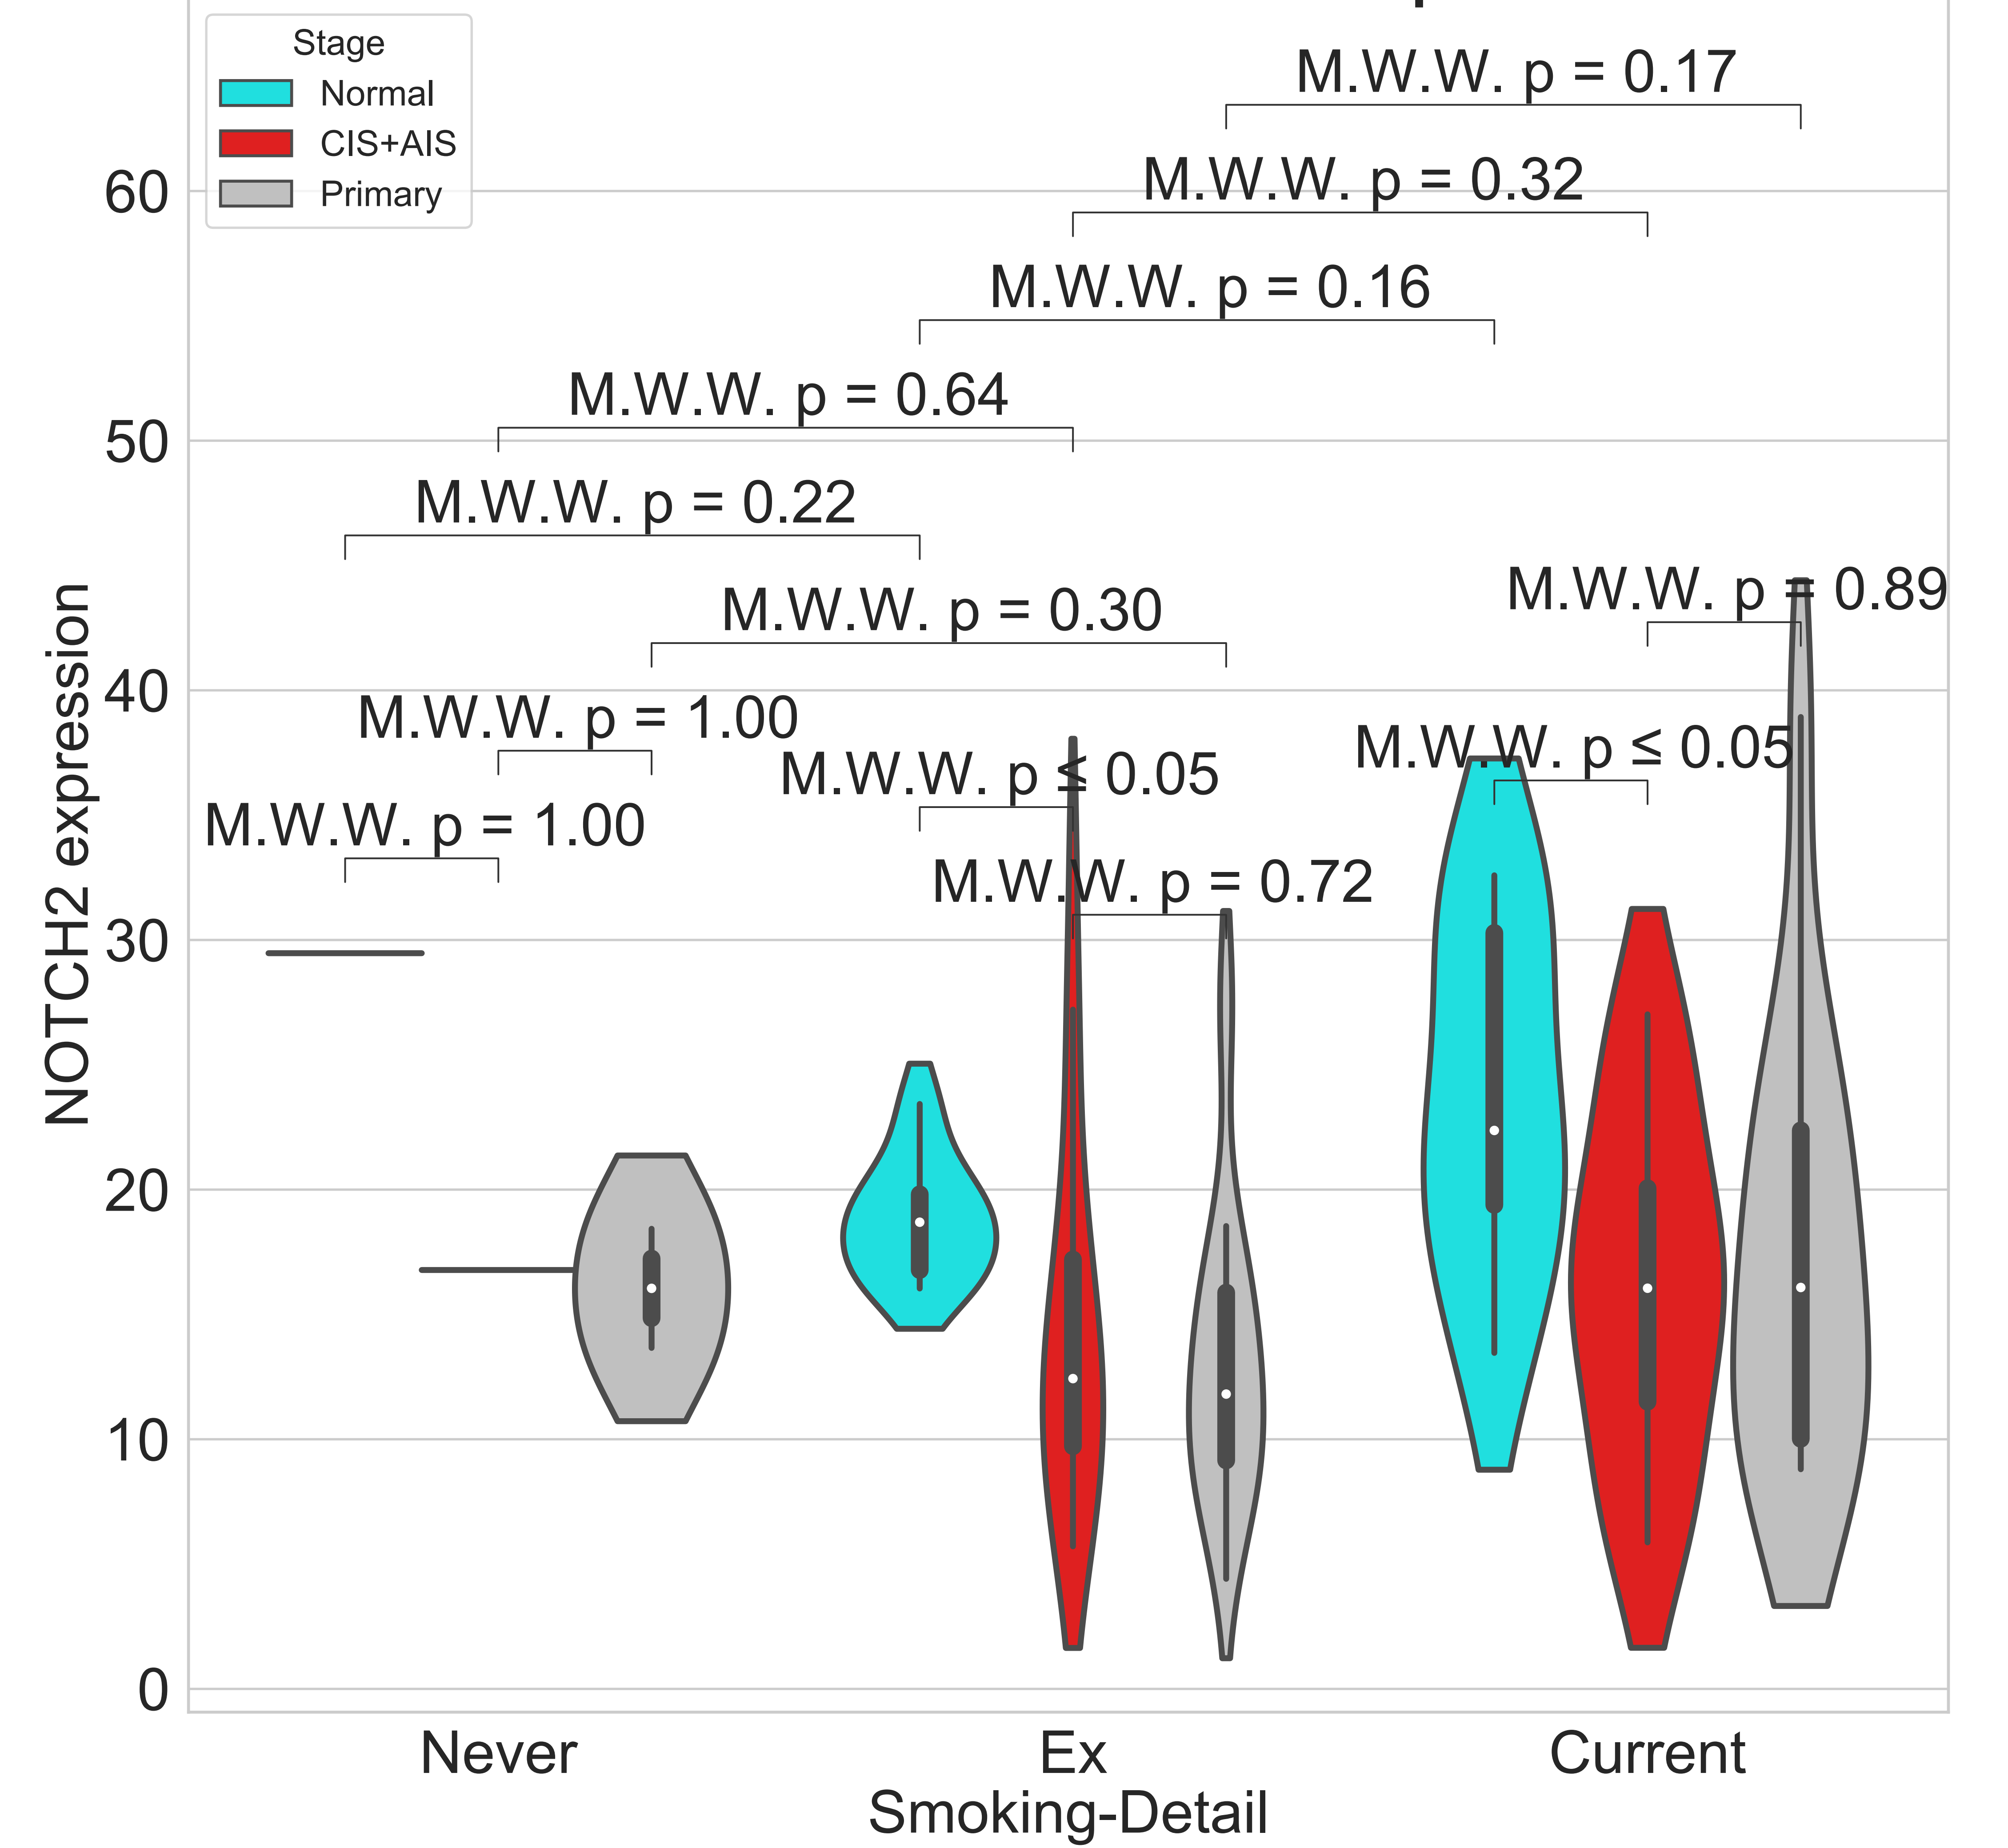 Stage
Normal
CIS+AIS
Primary
M.W.W. p = 0.17
M.W.W. p = 0.32
M.W.W. p = 0.16
M.W.W. p = 0.64
M.W.W. p = 0.22
M.W.W. p = 0.89
M.W.W. p = 0.30
M.W.W. p = 1.00
M.W.W. p ≤ 0.05
M.W.W. p ≤ 0.05
M.W.W. p = 1.00
M.W.W. p = 0.72
60
50
40
30
20
10
0
NOTCH2 expression
Never
Ex
Current
Smoking-Detail